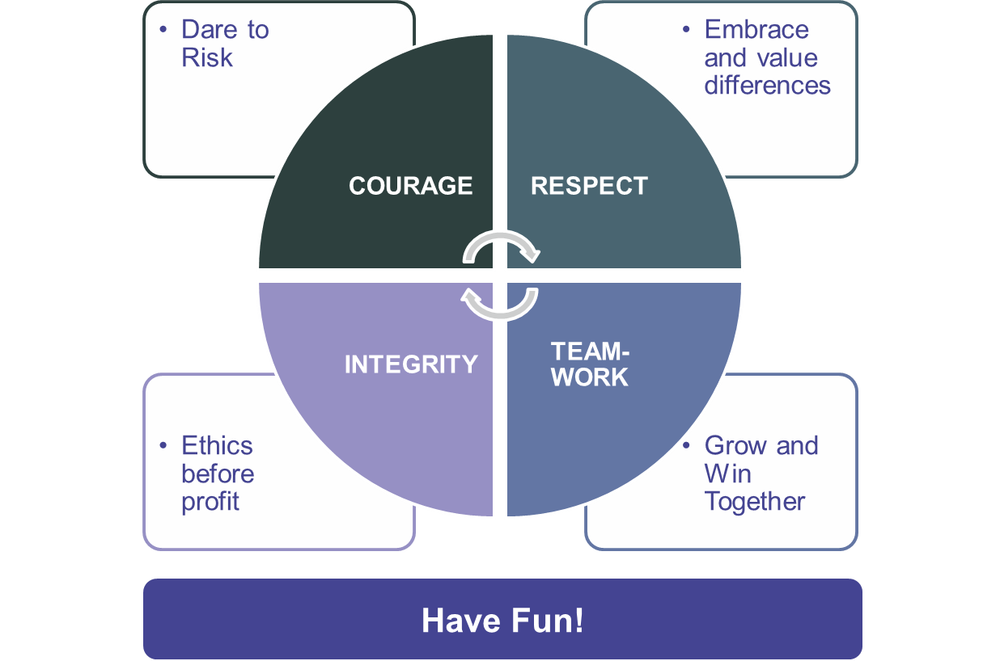 • Dare to
Risk
• Embrace
and value
differences
COURAGE
RESPECT
INTEGRITY
TEAM-
WORK
• Ethics
before
profit
• Grow and
Win
Together
Have Fun!